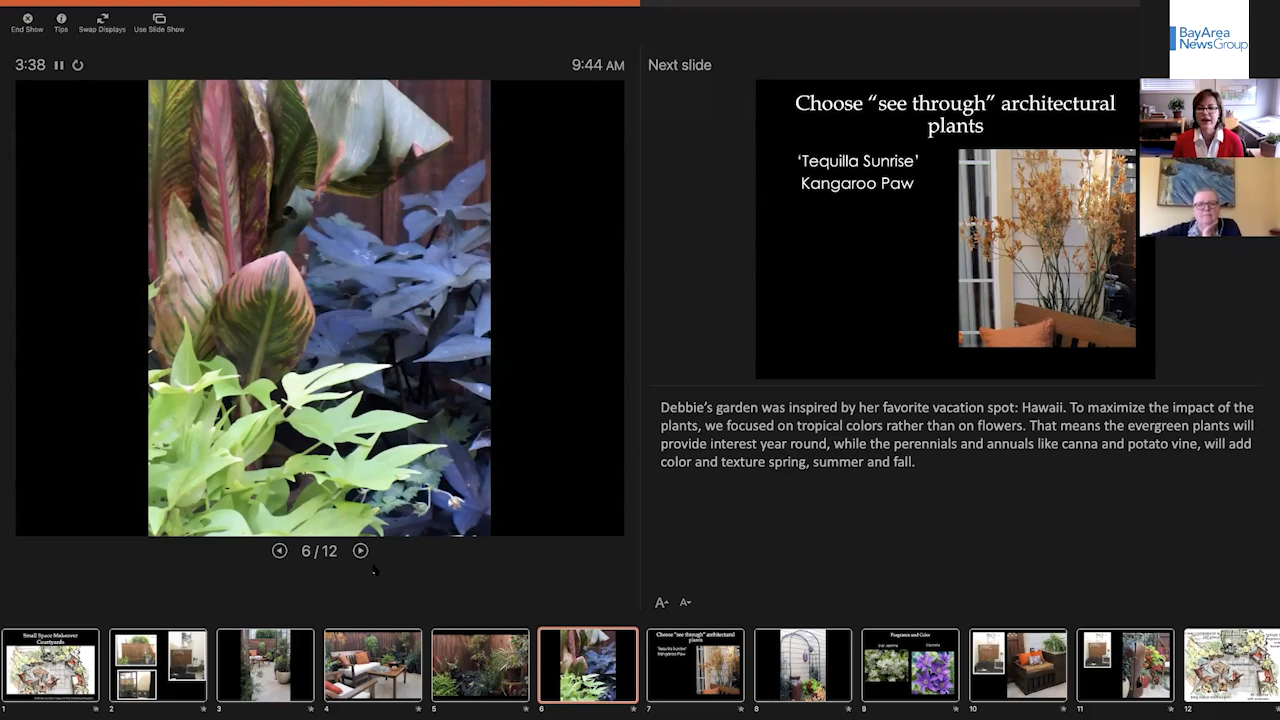 End Show
Tips
Swap Displays
Use Slide Show
BayArea
NewsGroup
3:38
9:44 AM
Next slide
Choose “see through” architectural
plants
‘Tequilla Sunrise’
Kangaroo Paw
Debbie’s garden was inspired by her favorite vacation spot: Hawaii. To maximize the impact of the
plants, we focused on tropical colors rather than on flowers. That means the evergreen plants will
provide interest year round, while the perennials and annuals like canna and potato vine, will add
color and texture spring, summer and fall.
6 / 12
A
A
Small Space Makeover
Courtyards
Choose “see through” architectural
plants
‘Tequilla Sunrise’
Kangaroo Paw
Fragrance and Color
Clematis
1
2
3
4
5
6
7
8
9
10
11
12